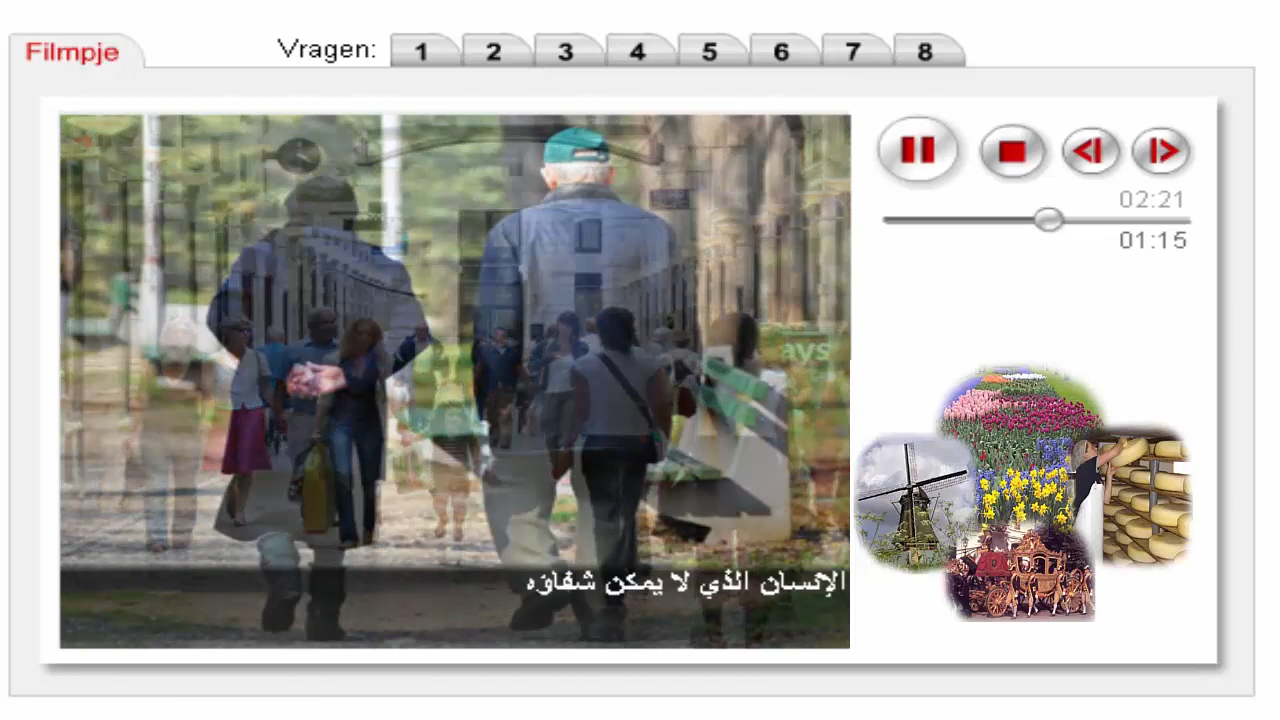 Filmpje
Vragen:
1 2 3 4 5 6 7 8
02:21
01:15
الإنسان الذي لا يمكن شفاؤه